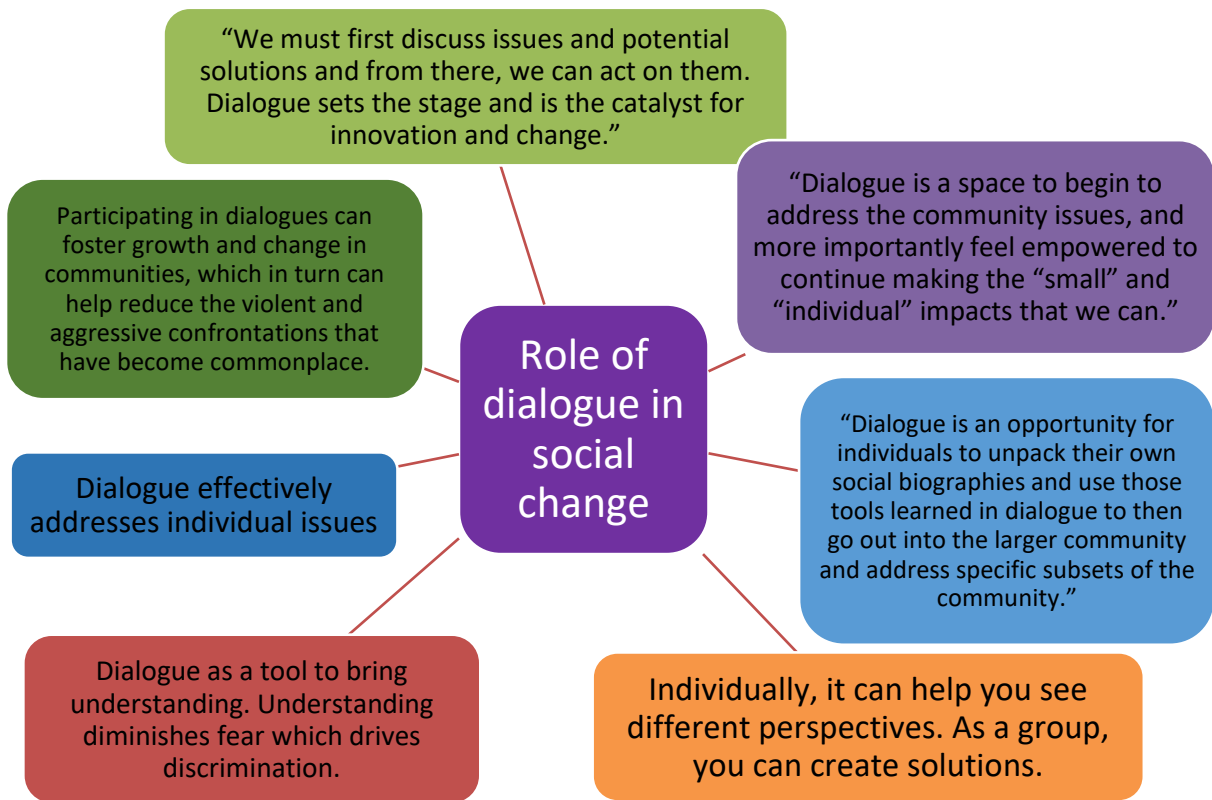 “We must first discuss issues and potential
solutions and from there, we can act on them.
Dialogue sets the stage and is the catalyst for
innovation and change.”
“Dialogue is a space to begin to
address the community issues, and
more importantly feel empowered to
continue making the “small” and
“individual” impacts that we can.”
Participating in dialogues can
foster growth and change in
communities, which in turn can
help reduce the violent and
aggressive confrontations that
have become commonplace.
Role of
dialogue in
social
change
“Dialogue is an opportunity for
individuals to unpack their own
social biographies and use those
tools learned in dialogue to then
go out into the larger community
and address specific subsets of the
community.”
Dialogue effectively
addresses individual issues
Dialogue as a tool to bring
understanding. Understanding
diminishes fear which drives
discrimination.
Individually, it can help you see
different perspectives. As a group,
you can create solutions.